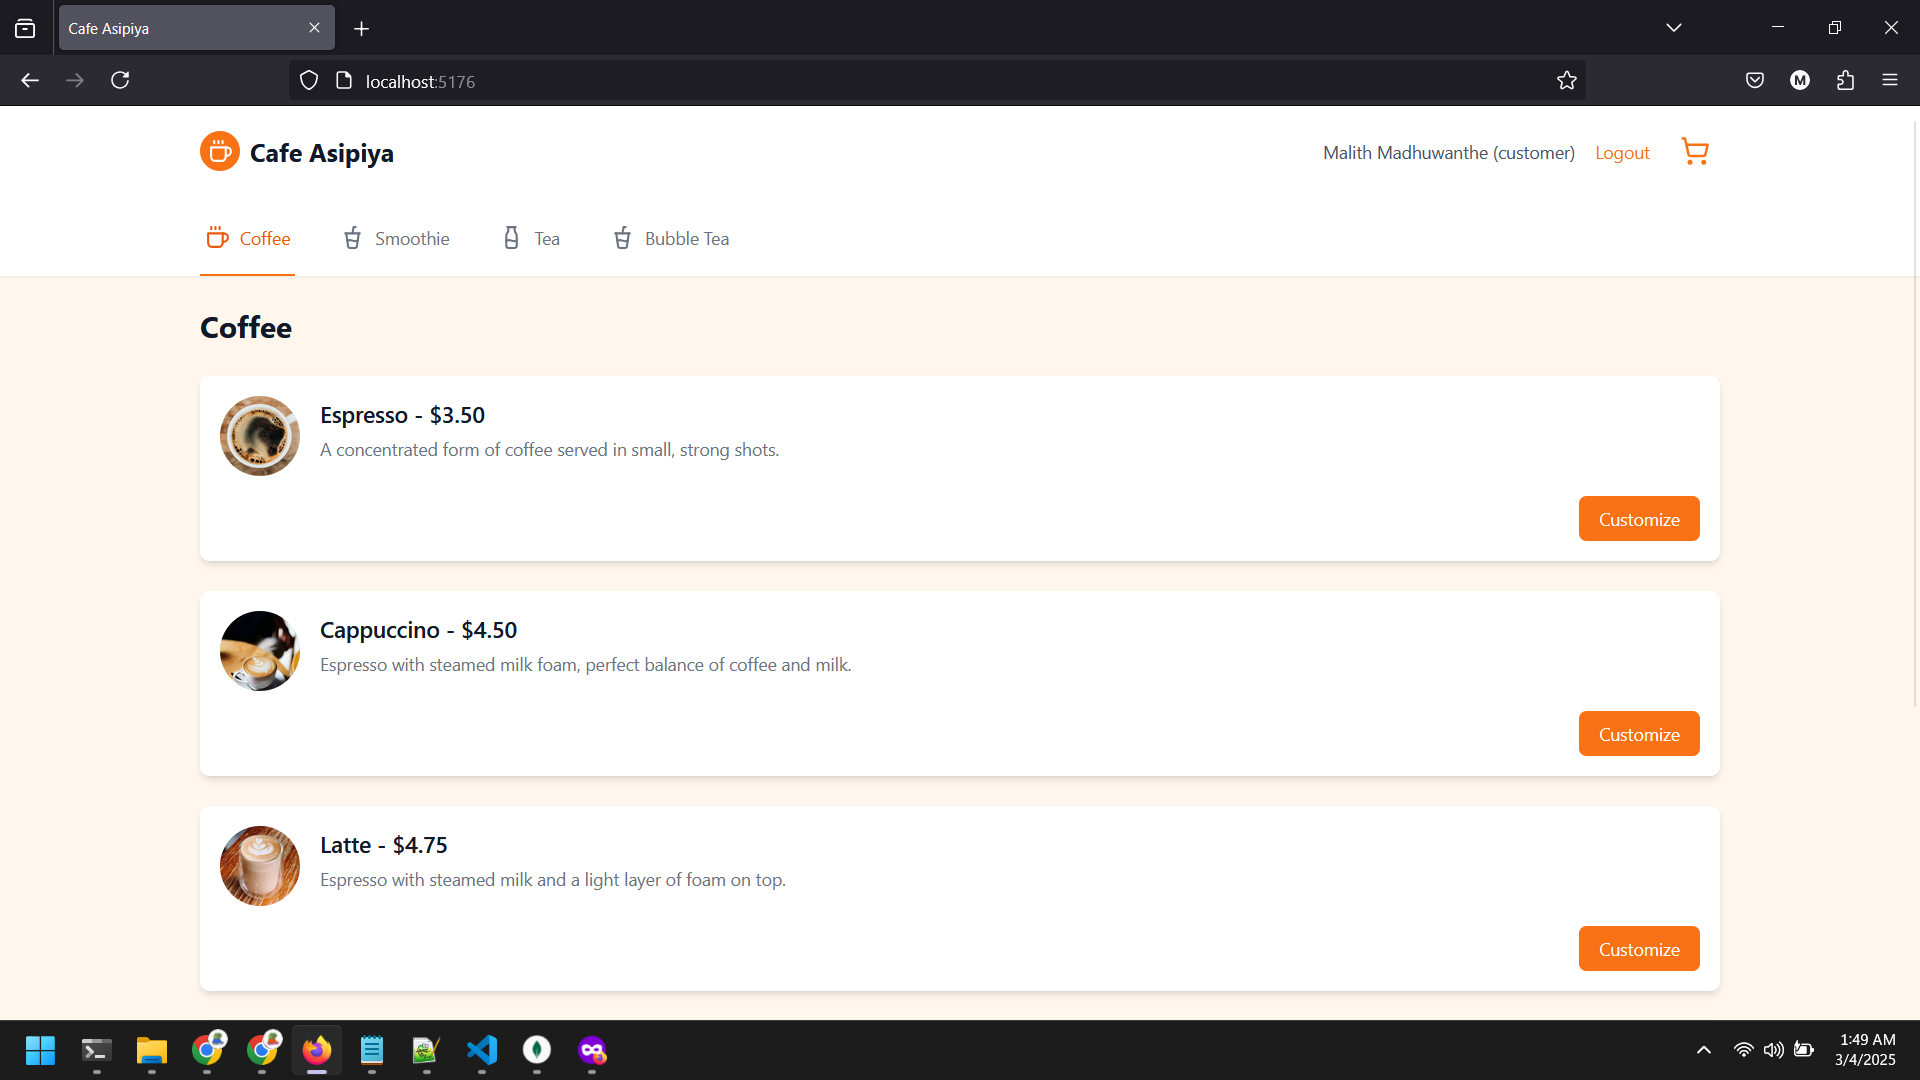 Cafe Asipiya
localhost:5176
M
Cafe Asipiya
Malith Madhuwanthe (customer) Logout
Coffee Smoothie Tea Bubble Tea
Coffee
Espresso - $3.50
A concentrated form of coffee served in small, strong shots.
Customize
Cappuccino - $4.50
Espresso with steamed milk foam, perfect balance of coffee and milk.
Customize
Latte - $4.75
Espresso with steamed milk and a light layer of foam on top.
Customize
1:49 AM
3/4/2025